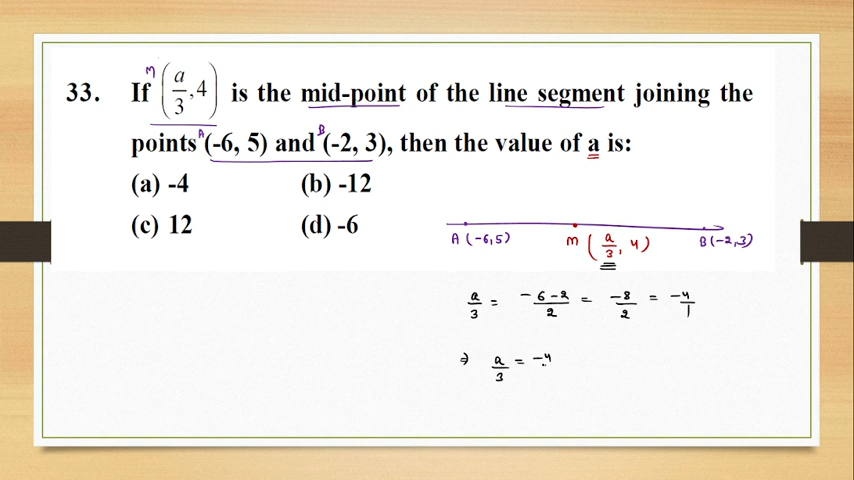 M
33. If (a/3, 4) is the mid-point of the line segment joining the
A B
points (-6, 5) and (-2, 3), then the value of a is:
(a) -4 (b) -12
(c) 12 (d) -6
A (-6,5) M (a/3, 4) B (-2,3)
a/3 = -6-2/2 = -8/2 = -4/1
⇒ a/3 = -4